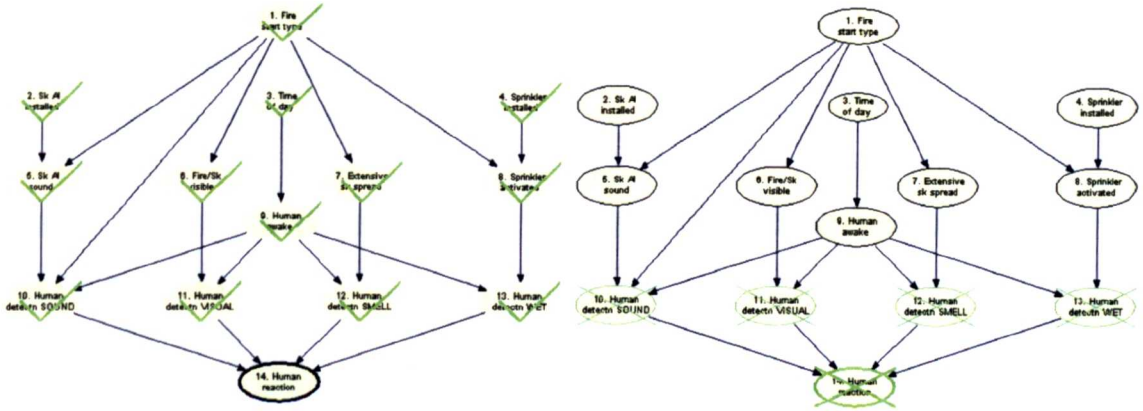 1. Fire
start type
2. Sk Al
installed
3. Time
of day
4. Sprinkler
installed
5. Sk Al
sound
6. Fire/Sk
visible
7. Extensive
sk spread
8. Sprinkler
activated
9. Human
awake
10. Human
detectn SOUND
11. Human
detectn VISUAL
12. Human
detectn SMELL
13. Human
detectn WET
14. Human
reaction
1. Fire
start type
2. Sk Al
installed
3. Time
of day
4. Sprinkler
installed
5. Sk Al
sound
6. Fire/Sk
visible
7. Extensive
sk spread
8. Sprinkler
activated
9. Human
awake
10. Human
detectn SOUND
11. Human
detectn VISUAL
12. Human
detectn SMELL
13. Human
detectn WET
14. Human
reaction